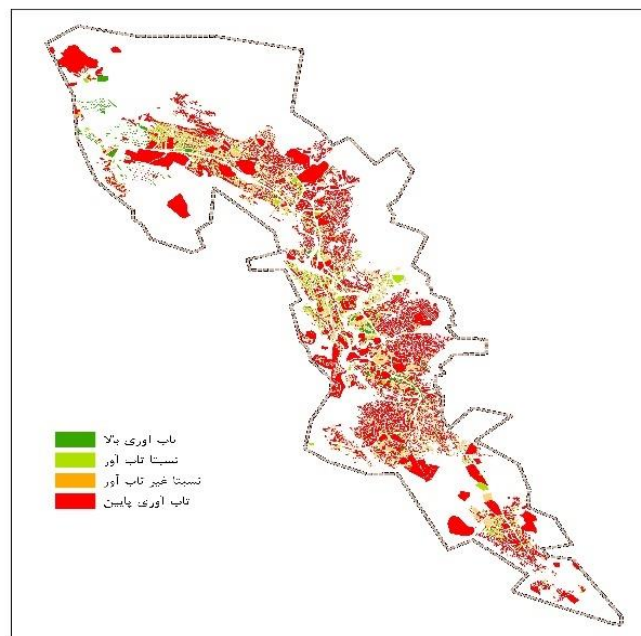 تاب آوری بالا
نسبتا تاب آور
نسبتا غیر تاب آور
تاب آوری پایین